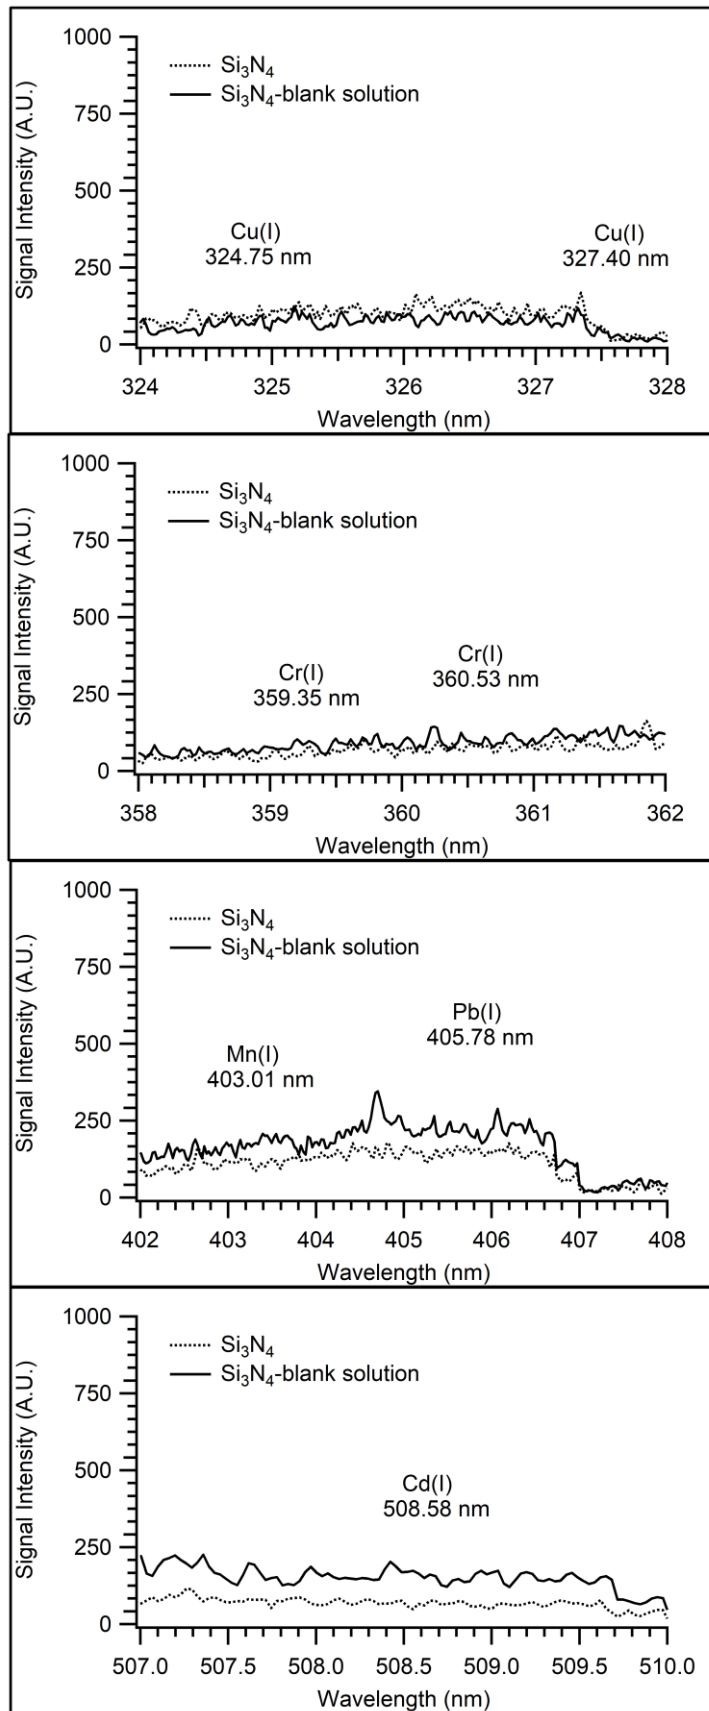 1000
750
500
250
0
Signal Intensity (A.U.)
Si₃N₄
Si₃N₄-blank solution
Cu(I)
324.75 nm
Cu(I)
327.40 nm
324 325 326 327 328
Wavelength (nm)
1000
750
500
250
0
Signal Intensity (A.U.)
Si₃N₄
Si₃N₄-blank solution
Cr(I)
359.35 nm
Cr(I)
360.53 nm
358 359 360 361 362
Wavelength (nm)
1000
750
500
250
0
Signal Intensity (A.U.)
Si₃N₄
Si₃N₄-blank solution
Mn(I)
403.01 nm
Pb(I)
405.78 nm
402 403 404 405 406 407 408
Wavelength (nm)
1000
750
500
250
0
Signal Intensity (A.U.)
Si₃N₄
Si₃N₄-blank solution
Cd(I)
508.58 nm
507.0 507.5 508.0 508.5 509.0 509.5 510.0
Wavelength (nm)